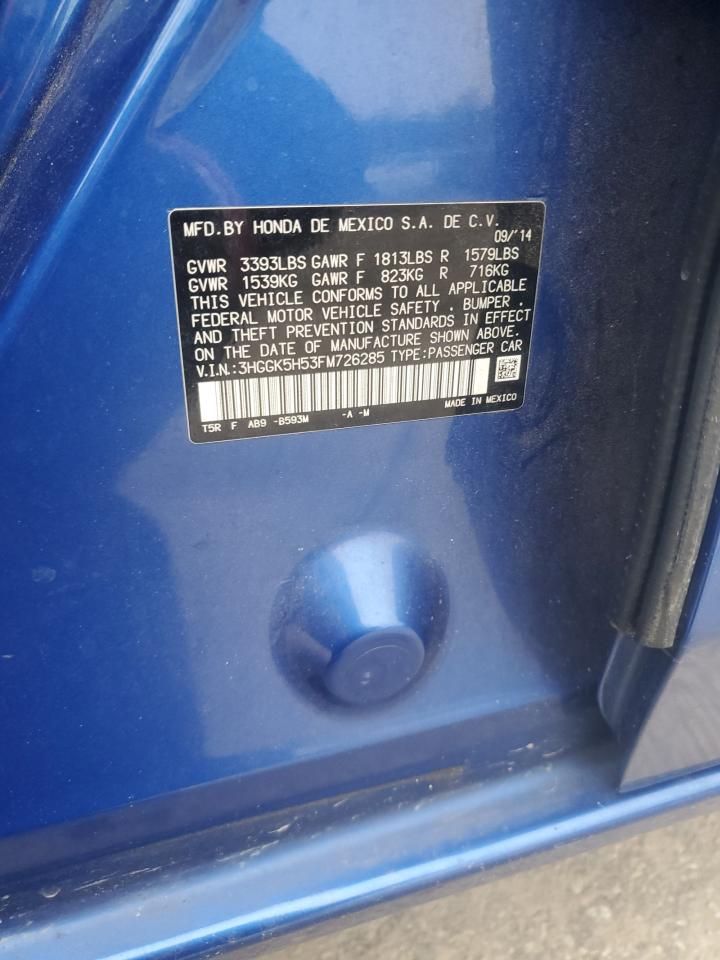 MFD.BY HONDA DE MEXICO S.A. DE C.V.
09/'14
GVWR 3393LBS GAWR F 1813LBS R 1579LBS
GVWR 1539KG GAWR F 823KG R 716KG
THIS VEHICLE CONFORMS TO ALL APPLICABLE
FEDERAL MOTOR VEHICLE SAFETY , BUMPER ,
AND THEFT PREVENTION STANDARDS IN EFFECT
ON THE DATE OF MANUFACTURE SHOWN ABOVE.
V.I.N.:3HGGK5H53FM726285 TYPE:PASSENGER CAR
T5R F AB9 -B593M -A -M MADE IN MEXICO